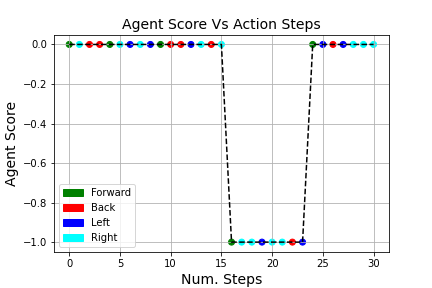 Agent Score Vs Action Steps
Agent Score
0.0
−0.2
−0.4
−0.6
−0.8
−1.0
Forward
Back
Left
Right
0 5 10 15 20 25 30
Num. Steps